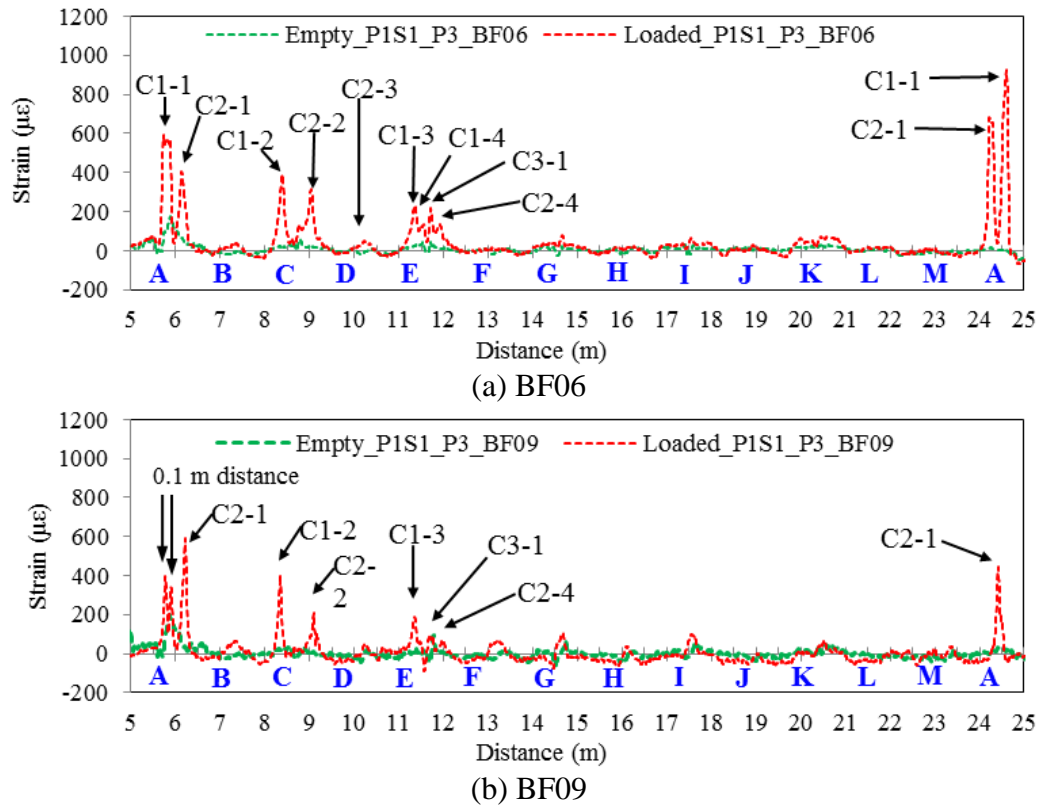 1200
1000
800
600
400
200
0
-200
Strain (µε)
Empty_P1S1_P3_BF06
Loaded_P1S1_P3_BF06
C1-1
C2-1
C1-2
C2-2
C2-3
C1-3
C1-4
C3-1
C2-4
C1-1
C2-1
A B C D E F G H I J K L M A
5 6 7 8 9 10 11 12 13 14 15 16 17 18 19 20 21 22 23 24 25
Distance (m)
(a) BF06
1200
1000
800
600
400
200
0
-200
Strain (µε)
Empty_P1S1_P3_BF09
Loaded_P1S1_P3_BF09
0.1 m distance
C2-1
C1-2
C2-
2
C1-3
C3-1
C2-4
C2-1
A B C D E F G H I J K L M A
5 6 7 8 9 10 11 12 13 14 15 16 17 18 19 20 21 22 23 24 25
Distance (m)
(b) BF09